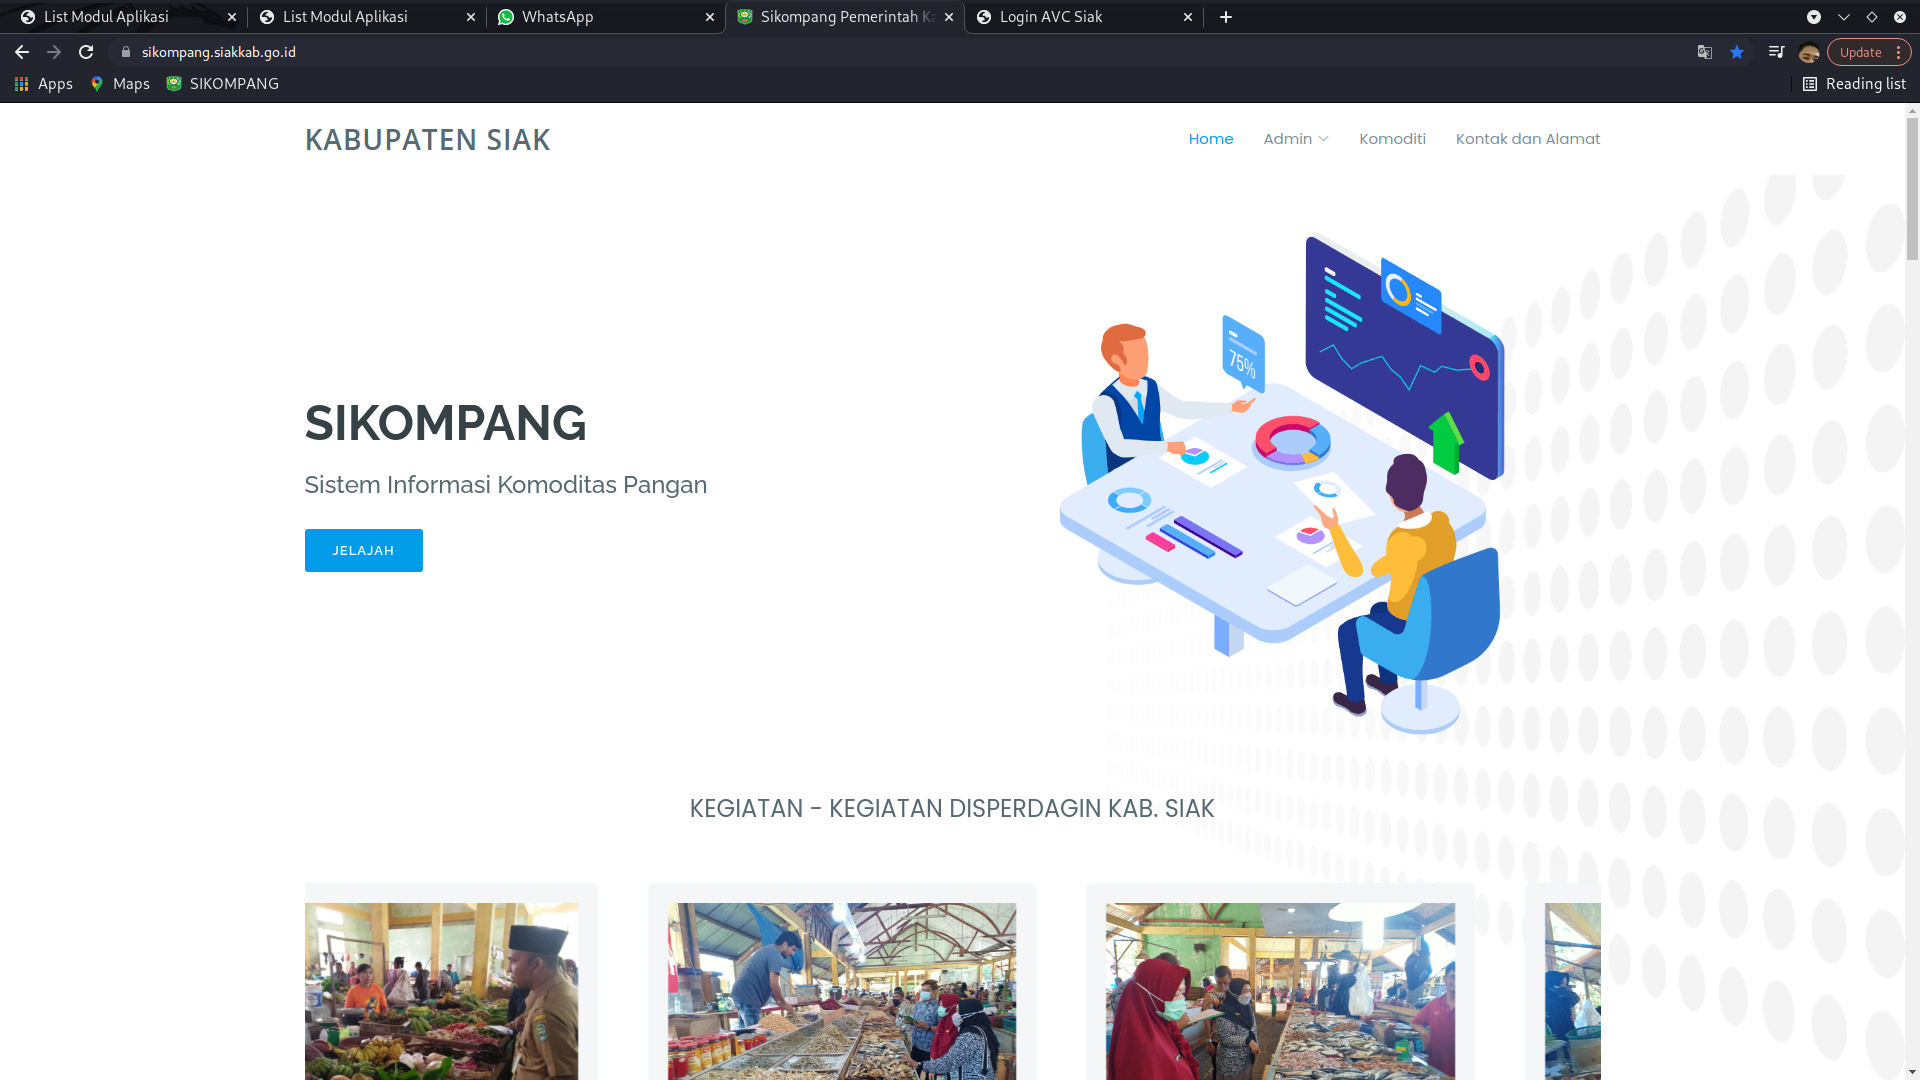 List Modul Aplikasi
List Modul Aplikasi
WhatsApp
Sikompang Pemerintah K
Login AVC Siak
sikompang.siakkab.go.id
Update
Apps
Maps
SIKOMPANG
Reading list
KABUPATEN SIAK
Home
Admin
Komoditi
Kontak dan Alamat
75%
SIKOMPANG
Sistem Informasi Komoditas Pangan
JELAJAH
KEGIATAN - KEGIATAN DISPERDAGIN KAB. SIAK